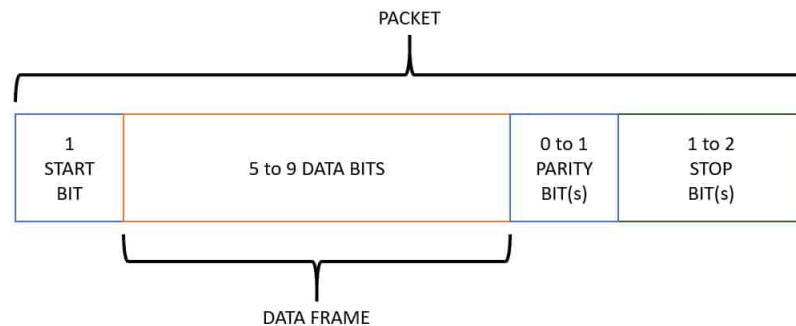 PACKET
1
START
BIT
5 to 9 DATA BITS
0 to 1
PARITY
BIT(s)
1 to 2
STOP
BIT(s)
DATA FRAME